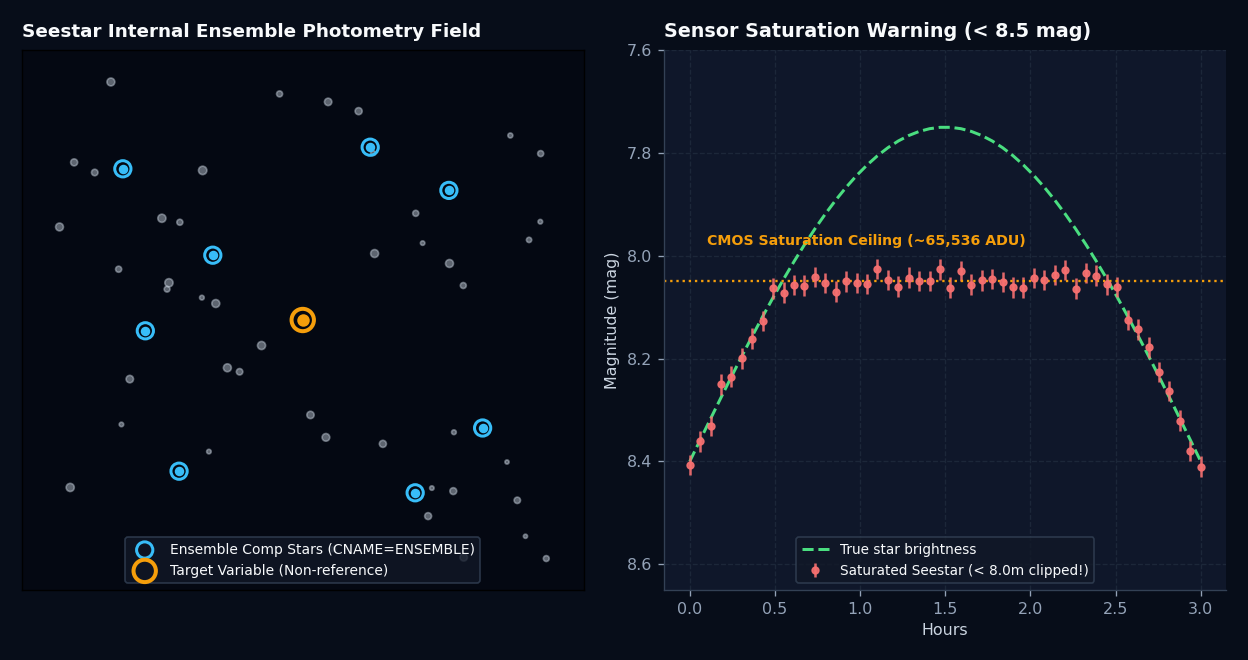 Seestar Internal Ensemble Photometry Field
Ensemble Comp Stars (CNAME=ENSEMBLE)
Target Variable (Non-reference)
Sensor Saturation Warning (< 8.5 mag)
7.6
7.8
8.0
8.2
8.4
8.6
Magnitude (mag)
CMOS Saturation Ceiling (~65,536 ADU)
True star brightness
Saturated Seestar (< 8.0m clipped!)
0.0
0.5
1.0
1.5
2.0
2.5
3.0
Hours